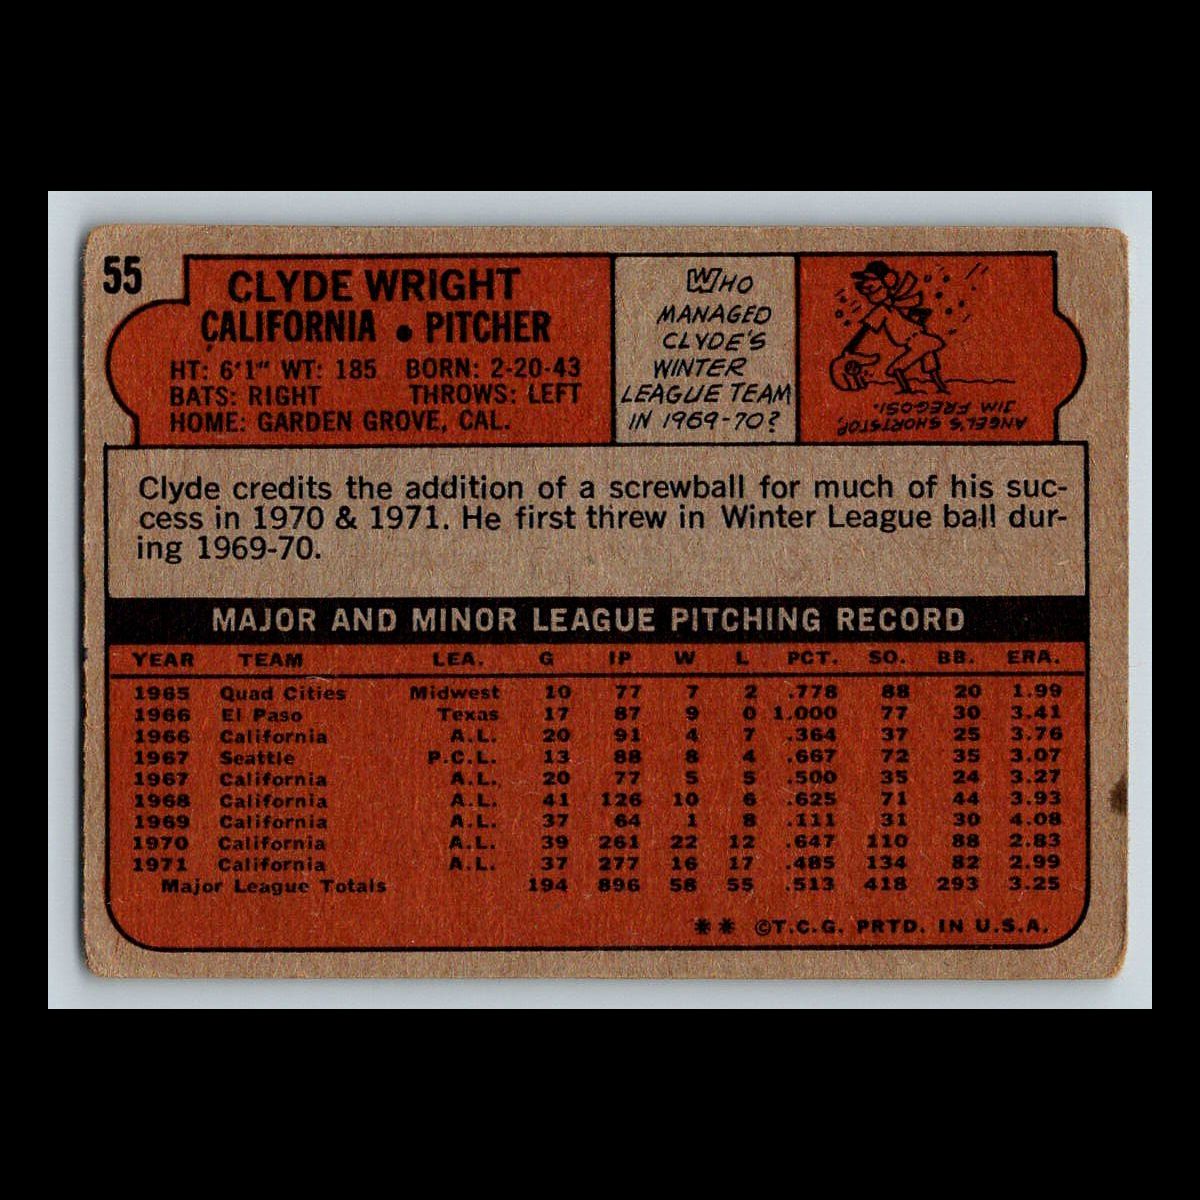 55
CLYDE WRIGHT
CALIFORNIA • PITCHER
HT: 6'1" WT: 185 BORN: 2-20-43
BATS: RIGHT THROWS: LEFT
HOME: GARDEN GROVE, CAL.
WHO
MANAGED
CLYDE'S
WINTER
LEAGUE TEAM
IN 1969-70?
ANGEL'S SHORTSTOP,
JIM FREGOSI.
Clyde credits the addition of a screwball for much of his suc-
cess in 1970 & 1971. He first threw in Winter League ball dur-
ing 1969-70.
MAJOR AND MINOR LEAGUE PITCHING RECORD
YEAR TEAM LEA. G IP W L PCT. SO. BB. ERA.
1965 Quad Cities Midwest 10 77 7 2 .778 88 20 1.99
1966 El Paso Texas 17 87 9 0 1.000 77 30 3.41
1966 California A.L. 20 91 4 7 .364 37 25 3.76
1967 Seattle P.C.L. 13 88 8 4 .667 72 35 3.07
1967 California A.L. 20 77 5 5 .500 35 24 3.27
1968 California A.L. 41 126 10 6 .625 71 44 3.93
1969 California A.L. 37 64 1 8 .111 31 30 4.08
1970 California A.L. 39 261 22 12 .647 110 88 2.83
1971 California A.L. 37 277 16 17 .485 134 82 2.99
Major League Totals 194 896 58 55 .513 418 293 3.25
** ©T.C.G. PRTD. IN U.S.A.